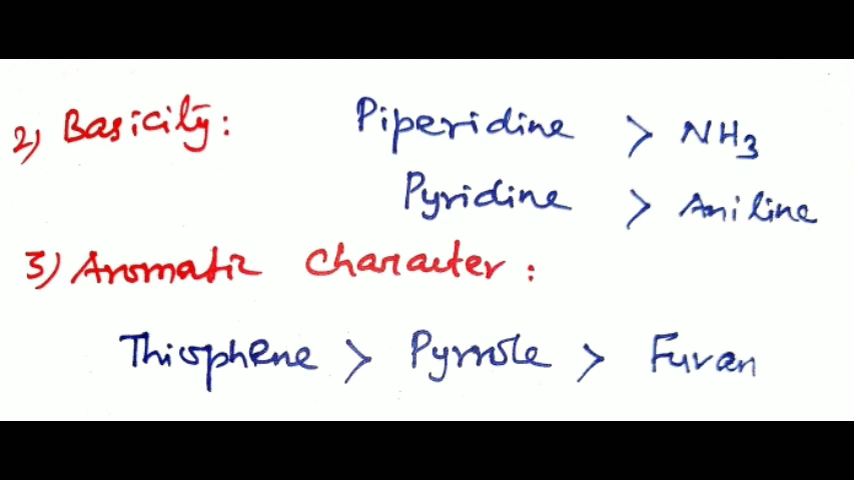 2) Basicity: Piperidine > NH3
Pyridine > Aniline
3) Aromatic character:
Thiophene > Pyrrole > Furan